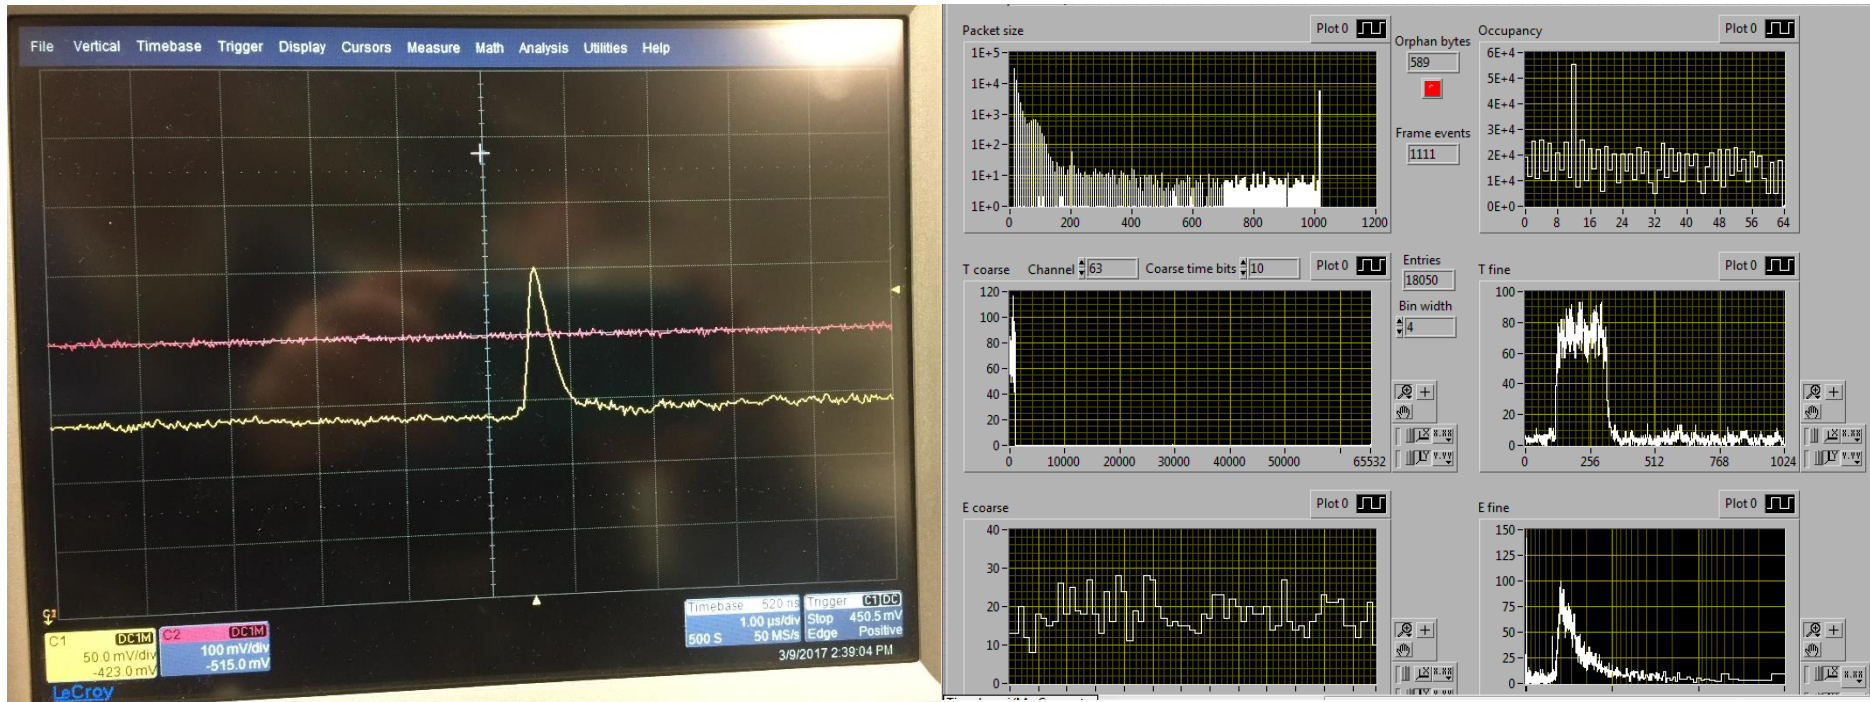 File Vertical Timebase Trigger Display Cursors Measure Math Analysis Utilities Help
C1 DC1M
50.0 mV/div
-423.0 mV
C2 DC1M
100 mV/div
-515.0 mV
Timebase 520 ns
1.00 µs/div
500 S 50 MS/s
Trigger C1 DC
Stop 450.5 mV
Edge Positive
3/9/2017 2:39:04 PM
LeCroy
Packet size Plot 0
1E+5
1E+4
1E+3
1E+2
1E+1
1E+0
0 200 400 600 800 1000 1200
Orphan bytes
589
Frame events
1111
Occupancy Plot 0
6E+4
5E+4
4E+4
3E+4
2E+4
1E+4
0E+0
0 8 16 24 32 40 48 56 64
T coarse Channel 63 Coarse time bits 10 Plot 0
120
100
80
60
40
20
0
0 10000 20000 30000 40000 50000 65532
Entries
18050
Bin width
4
T fine Plot 0
100
80
60
40
20
0
0 256 512 768 1024
E coarse Plot 0
40
30
20
10
0
E fine Plot 0
150
125
100
75
50
25
0